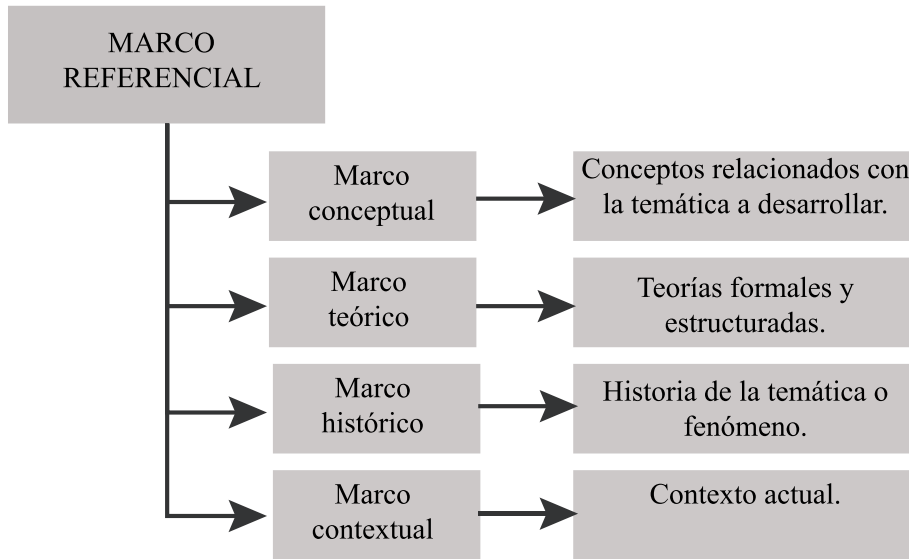 MARCO
REFERENCIAL
Marco
conceptual
Conceptos relacionados con
la temática a desarrollar.
Marco
teórico
Teorías formales y
estructuradas.
Marco
histórico
Historia de la temática o
fenómeno.
Marco
contextual
Contexto actual.